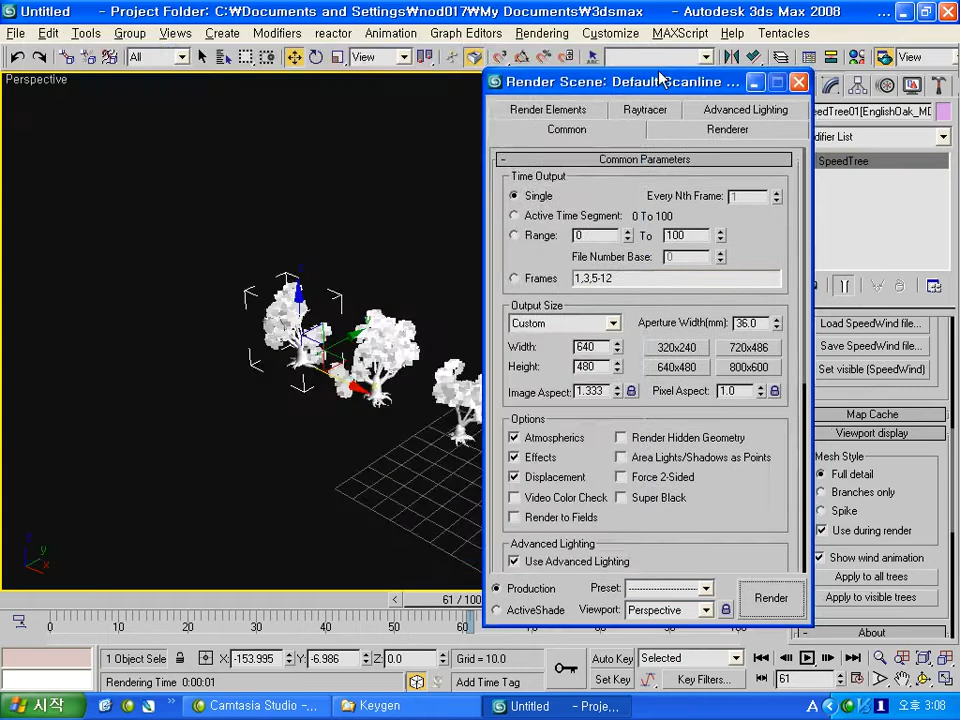 Untitled - Project Folder: C:₩Documents and Settings₩nod017₩My Documents₩3dsmax - Autodesk 3ds Max 2008 ...
File Edit Tools Group Views Create Modifiers reactor Animation Graph Editors Rendering Customize MAXScript Help Tentacles
All View View
Perspective
Render Scene: Default Scanline ...
Render Elements Raytracer Advanced Lighting
Common Renderer
Common Parameters
Time Output
Single Every Nth Frame: 1
Active Time Segment: 0 To 100
Range: 0 To 100
File Number Base: 0
Frames 1,3,5-12
Output Size
Custom Aperture Width(mm): 36.0
Width: 640 320x240 720x486
Height: 480 640x480 800x600
Image Aspect: 1.333 Pixel Aspect: 1.0
Options
Atmospherics Render Hidden Geometry
Effects Area Lights/Shadows as Points
Displacement Force 2-Sided
Video Color Check Super Black
Render to Fields
Advanced Lighting
Use Advanced Lighting
Production Preset: --------------------
ActiveShade Viewport: Perspective
Render
peedTree01[EnglishOak_MD
difier List
SpeedTree
Load SpeedWind file...
Save SpeedWind file...
Set visible (SpeedWind)
Map Cache
Viewport display
Mesh Style
Full detail
Branches only
Spike
Use during render
Show wind animation
Apply to all trees
Apply to visible trees
About
61 / 100
0 10 20 30 40 50 60 70 80 90 100
1 Object Sele X: -153.995 Y: -6.986 Z: 0.0 Grid = 10.0 Auto Key Selected
Rendering Time 0:00:01 Add Time Tag Set Key Key Filters... 61
시작 Camtasia Studio - ... Keygen Untitled - Proje... A 오후 3:08